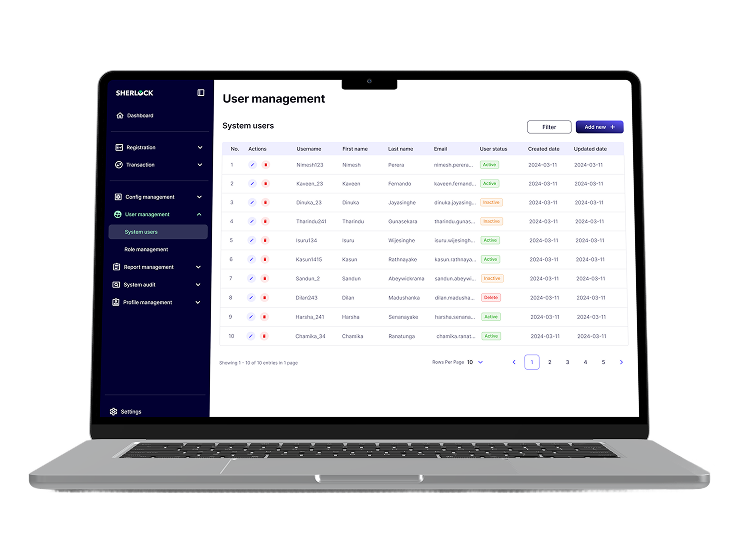 SHERLOCK
Dashboard
Registration
Transaction
Config management
User management
System users
Role management
Report management
System audit
Profile management
Settings
User management
System users
Filter
Add new +
No. Actions Username First name Last name Email User status Created date Updated date
1 Nimesh123 Nimesh Perera nimesh.perera... Active 2024-03-11 2024-03-11
2 Kaveen_23 Kaveen Fernando kaveen.fernand... Active 2024-03-11 2024-03-11
3 Dinuka_23 Dinuka Jayasinghe dinuka.jayasing... Inactive 2024-03-11 2024-03-11
4 Tharindu241 Tharindu Gunasekara tharindu.gunas... Inactive 2024-03-11 2024-03-11
5 Isuru134 Isuru Wijesinghe isuru.wijesingh... Active 2024-03-11 2024-03-11
6 Kasun1415 Kasun Rathnayake kasun.rathnaya... Active 2024-03-11 2024-03-11
7 Sandun_2 Sandun Abeywickrama sandun.abeywi... Inactive 2024-03-11 2024-03-11
8 Dilan243 Dilan Madushanka dilan.madusha... Delete 2024-03-11 2024-03-11
9 Harsha_241 Harsha Senanayake harsha.senana... Active 2024-03-11 2024-03-11
10 Chamika_34 Chamika Ranatunga chamika.ranat... Active 2024-03-11 2024-03-11
Showing 1 - 10 of 10 entries in 1 page
Rows Per Page 10
1 2 3 4 5